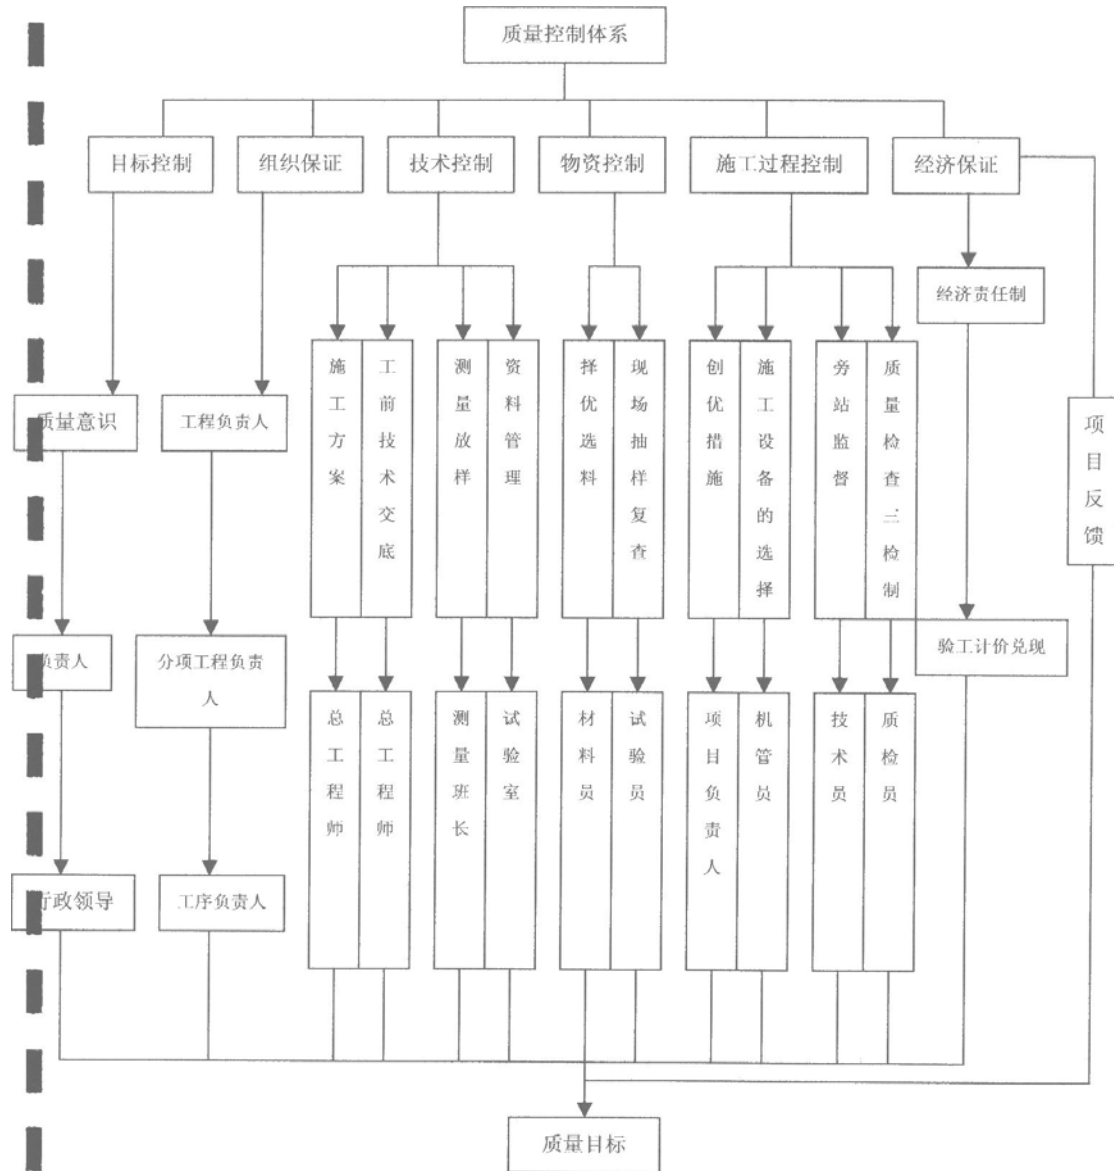 质量控制体系
目标控制
组织保证
技术控制
物资控制
施工过程控制
经济保证
经济责任制
施工方案
工前技术交底
测量放样
资料管理
择优选料
现场抽样复查
创优措施
施工设备的选择
旁站监督
质量检查三检制
质量意识
工程负责人
项目反馈
负责人
分项工程负责
人
验工计价兑现
总工程师
总工程师
测量班长
试验室
材料员
试验员
项目负责人
机管员
技术员
质检员
行政领导
工序负责人
质量目标